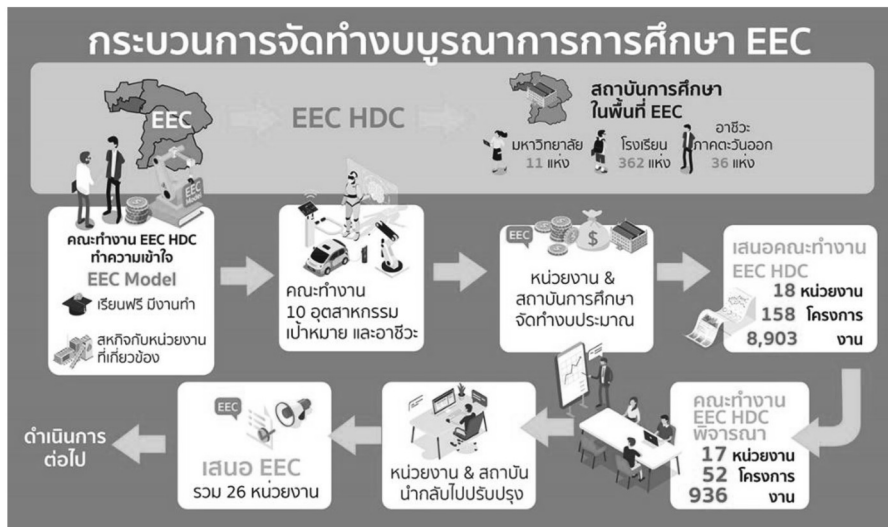 กระบวนการจัดทำงบบูรณาการการศึกษา EEC
EEC
EEC HDC
สถาบันการศึกษา
ในพื้นที่ EEC
มหาวิทยาลัย
11 แห่ง
โรงเรียน
362 แห่ง
อาชีวะ
ภาคตะวันออก
36 แห่ง
EEC
Model
คณะทำงาน EEC HDC
ทำความเข้าใจ
EEC Model
เรียนฟรี มีงานทำ
สหกิจกับหน่วยงาน
ที่เกี่ยวข้อง
คณะทำงาน
10 อุตสาหกรรม
เป้าหมาย และอาชีวะ
EEC
หน่วยงาน &
สถาบันการศึกษา
จัดทำงบประมาณ
เสนอคณะทำงาน
EEC HDC
18 หน่วยงาน
158 โครงการ
8,903 งาน
คณะทำงาน
EEC HDC
พิจารณา
17 หน่วยงาน
52 โครงการ
936 งาน
หน่วยงาน & สถาบัน
นำกลับไปปรับปรุง
EEC
เสนอ EEC
รวม 26 หน่วยงาน
ดำเนินการ
ต่อไป